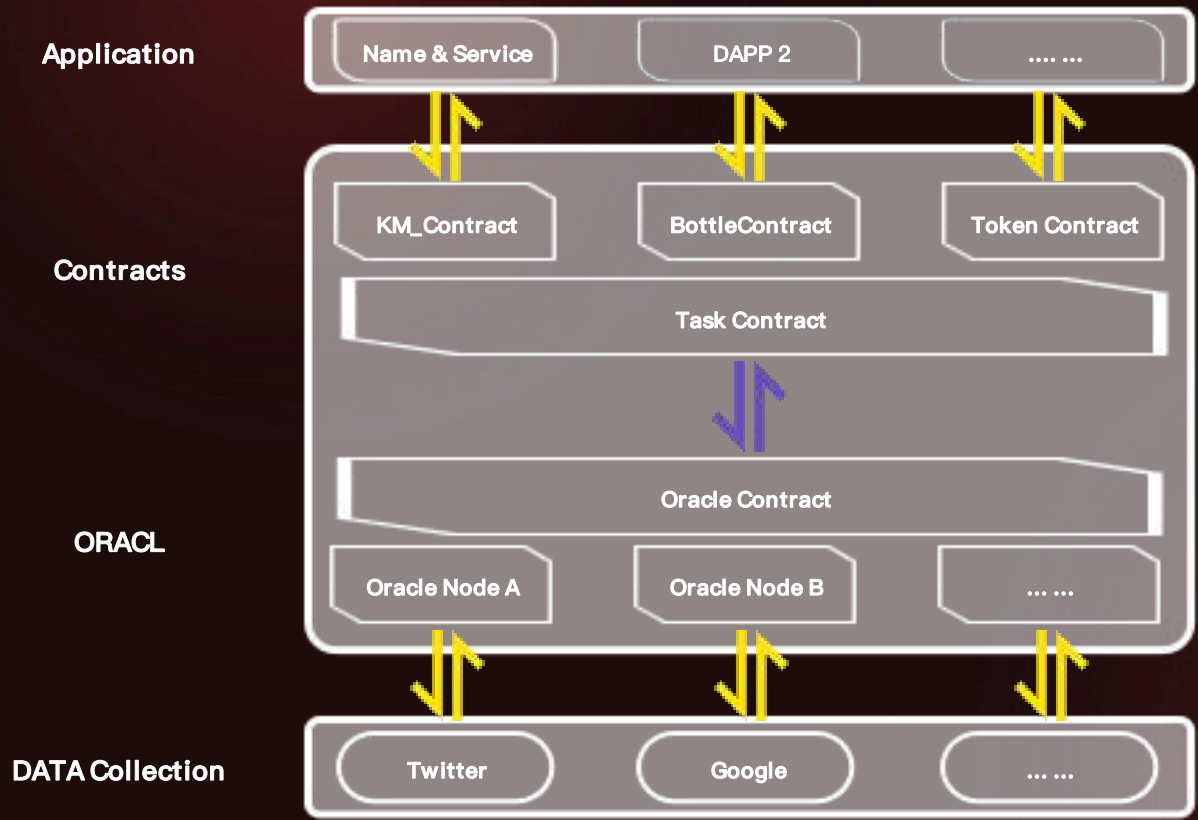 Application
Name & Service
DAPP 2
.... ...
KM_Contract
BottleContract
Token Contract
Contracts
Task Contract
Oracle Contract
ORACL
Oracle Node A
Oracle Node B
... ...
DATA Collection
Twitter
Google
... ...